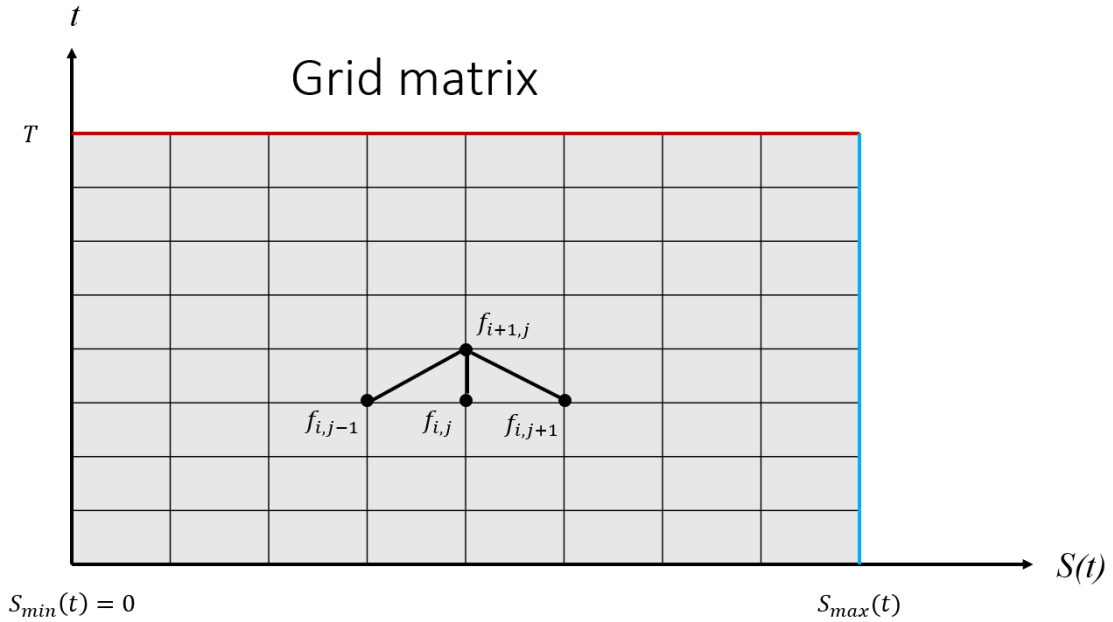 t
Grid matrix
T
f_{i+1,j}
f_{i,j−1}
f_{i,j}
f_{i,j+1}
S(t)
S_{min}(t) = 0
S_{max}(t)